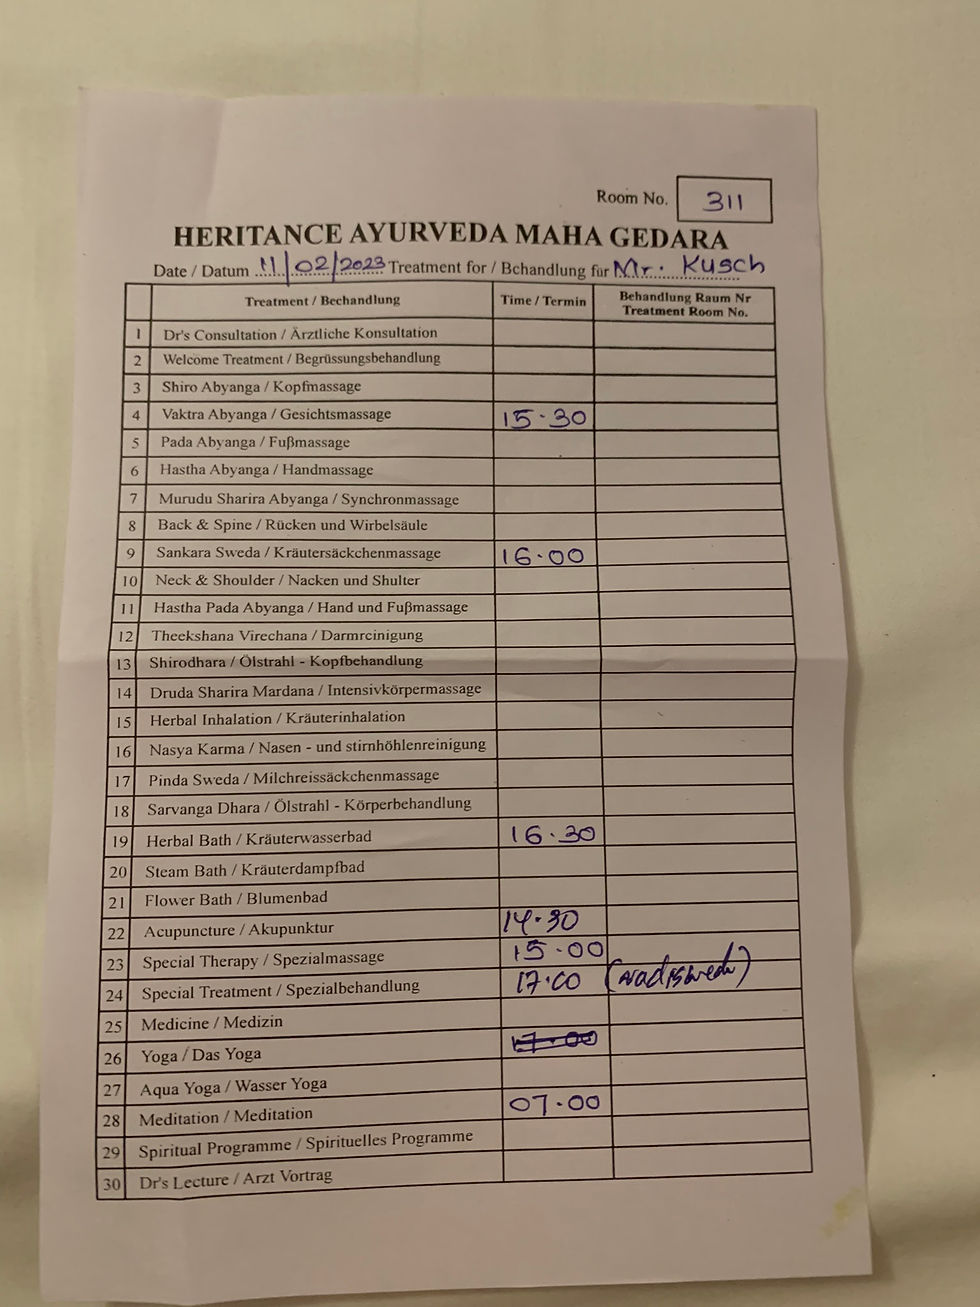 Room No. 311
HERITANCE AYURVEDA MAHA GEDARA
Date / Datum 11/02/2023 Treatment for / Bchandlung für Mr. Kusch
Treatment / Bechandlung Time / Termin Behandlung Raum Nr
Treatment Room No.
1 Dr's Consultation / Ärztliche Konsultation
2 Welcome Treatment / Begrüssungsbehandlung
3 Shiro Abyanga / Kopfmassage
4 Vaktra Abyanga / Gesichtsmassage 15.30
5 Pada Abyanga / Fußmassage
6 Hastha Abyanga / Handmassage
7 Murudu Sharira Abyanga / Synchronmassage
8 Back & Spine / Rücken und Wirbelsäule
9 Sankara Sweda / Kräutersäckchenmassage 16.00
10 Neck & Shoulder / Nacken und Shulter
11 Hastha Pada Abyanga / Hand und Fußmassage
12 Theekshana Virechana / Darmreinigung
13 Shirodhara / Ölstrahl - Kopfbehandlung
14 Druda Sharira Mardana / Intensivkörpermassage
15 Herbal Inhalation / Kräuterinhalation
16 Nasya Karma / Nasen - und stirnhöhlenreinigung
17 Pinda Sweda / Milchreissäckchenmassage
18 Sarvanga Dhara / Ölstrahl - Körperbehandlung
19 Herbal Bath / Kräuterwasserbad 16.30
20 Steam Bath / Kräuterdampfbad
21 Flower Bath / Blumenbad
22 Acupuncture / Akupunktur 14.30
23 Special Therapy / Spezialmassage 15.00
24 Special Treatment / Spezialbehandlung 17.00
25 Medicine / Medizin
26 Yoga / Das Yoga 17.00
27 Aqua Yoga / Wasser Yoga
28 Meditation / Meditation 07.00
29 Spiritual Programme / Spirituelles Programme
30 Dr's Lecture / Arzt Vortrag